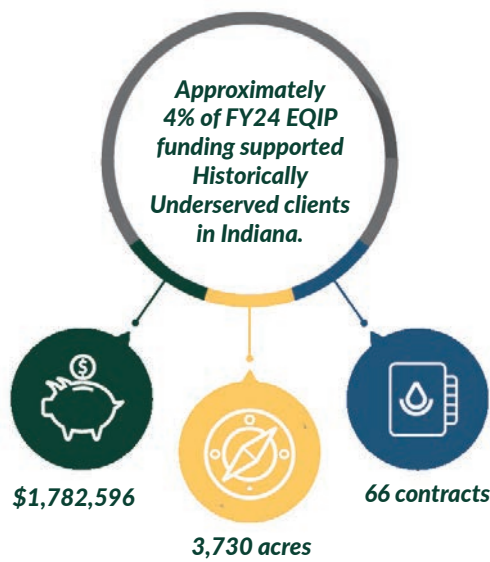 Approximately
4% of FY24 EQIP
funding supported
Historically
Underserved clients
in Indiana.
$
$1,782,596
66 contracts
3,730 acres